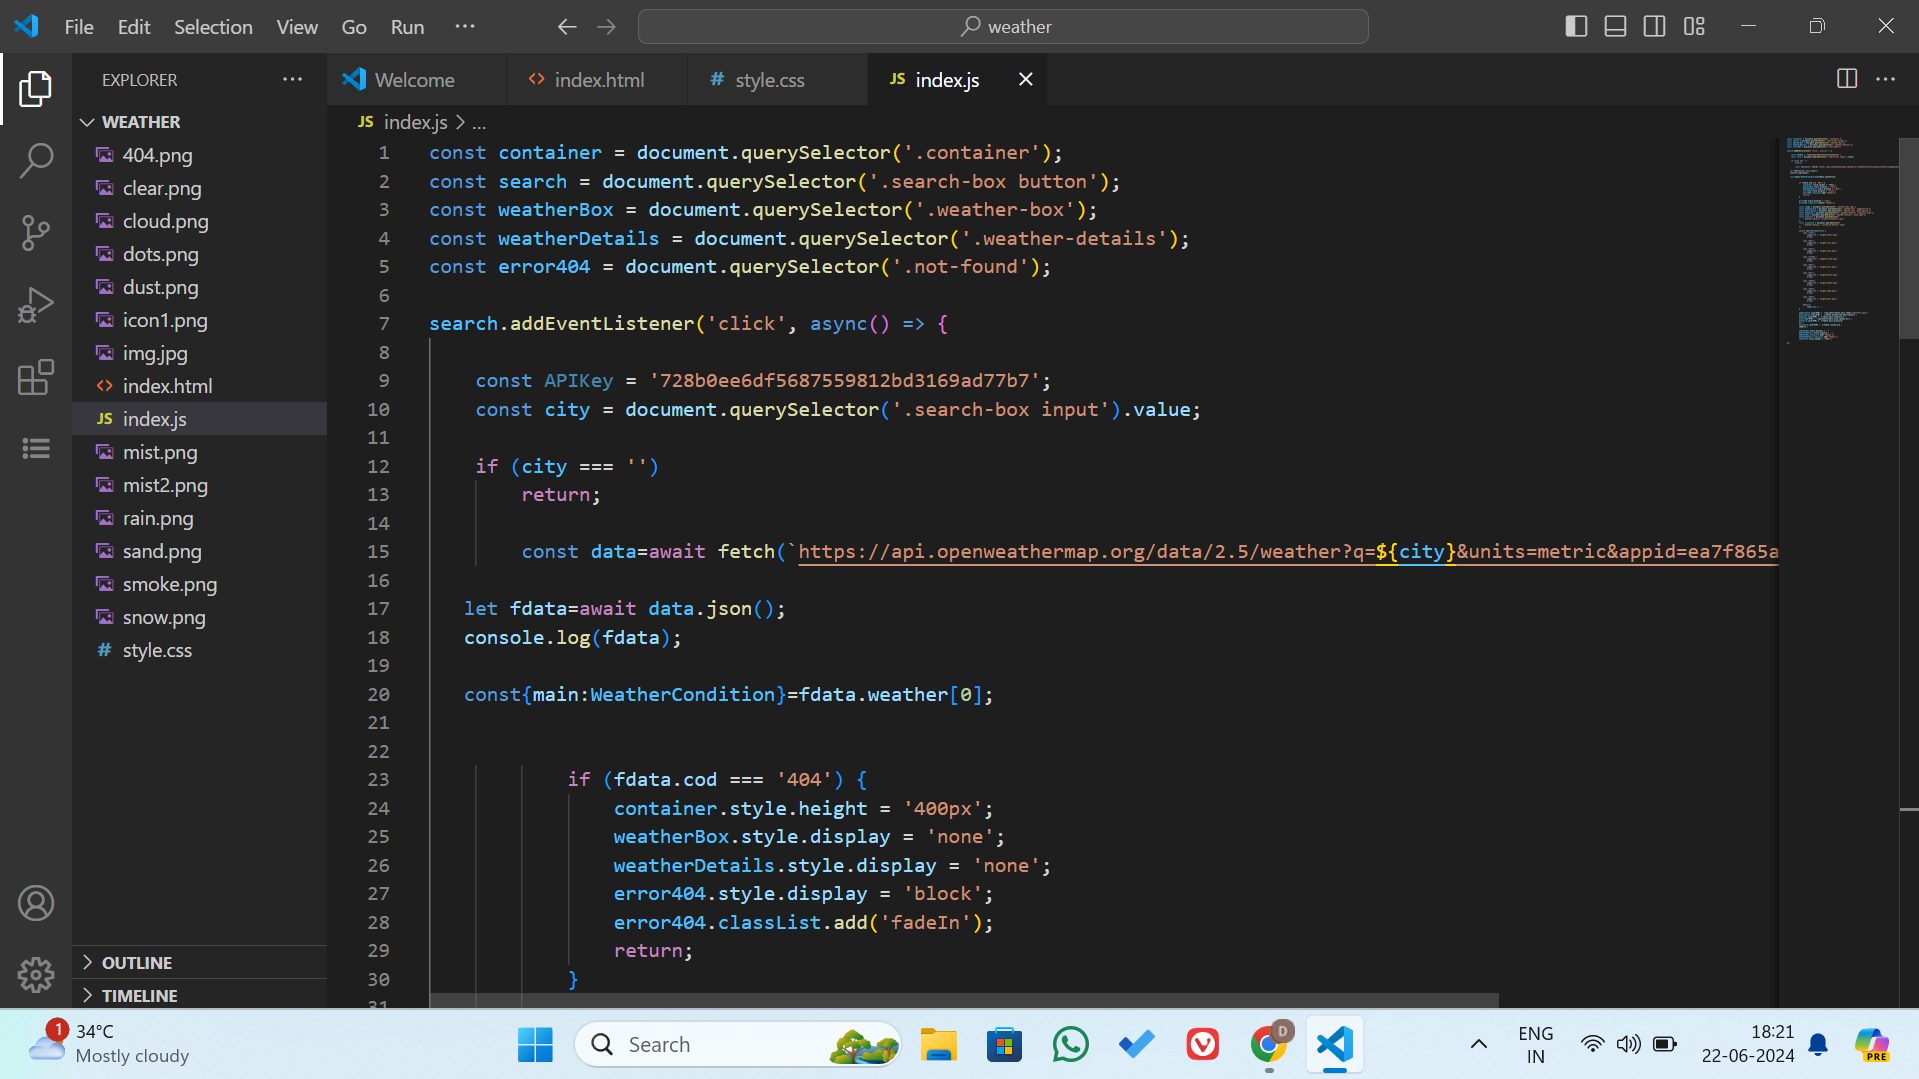 File Edit Selection View Go Run ...
weather
EXPLORER ...
WEATHER
404.png
clear.png
cloud.png
dots.png
dust.png
icon1.png
img.jpg
index.html
JS index.js
mist.png
mist2.png
rain.png
sand.png
smoke.png
snow.png
# style.css
OUTLINE
TIMELINE
Welcome <> index.html # style.css JS index.js ...
JS index.js > ...
1 const container = document.querySelector('.container');
2 const search = document.querySelector('.search-box button');
3 const weatherBox = document.querySelector('.weather-box');
4 const weatherDetails = document.querySelector('.weather-details');
5 const error404 = document.querySelector('.not-found');
6
7 search.addEventListener('click', async() => {
8
9 const APIKey = '728b0ee6df5687559812bd3169ad77b7';
10 const city = document.querySelector('.search-box input').value;
11
12 if (city === '')
13 return;
14
15 const data=await fetch(`https://api.openweathermap.org/data/2.5/weather?q=${city}&units=metric&appid=ea7f865a
16
17 let fdata=await data.json();
18 console.log(fdata);
19
20 const{main:WeatherCondition}=fdata.weather[0];
21
22
23 if (fdata.cod === '404') {
24 container.style.height = '400px';
25 weatherBox.style.display = 'none';
26 weatherDetails.style.display = 'none';
27 error404.style.display = 'block';
28 error404.classList.add('fadeIn');
29 return;
30 }
31
1 34°C
Mostly cloudy
Search
D
ENG
IN
18:21
22-06-2024
PRE